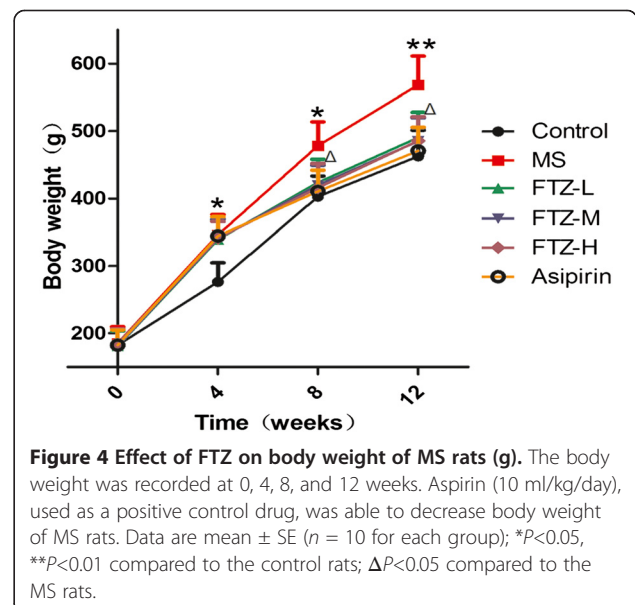 Body weight (g)
600
500
400
300
200
*
*
**
Δ
Δ
0
4
8
12
Time (weeks)
Control
MS
FTZ-L
FTZ-M
FTZ-H
Asipirin
Figure 4 Effect of FTZ on body weight of MS rats (g). The body
weight was recorded at 0, 4, 8, and 12 weeks. Aspirin (10 ml/kg/day),
used as a positive control drug, was able to decrease body weight
of MS rats. Data are mean ± SE (n = 10 for each group); *P<0.05,
**P<0.01 compared to the control rats; ΔP<0.05 compared to the
MS rats.